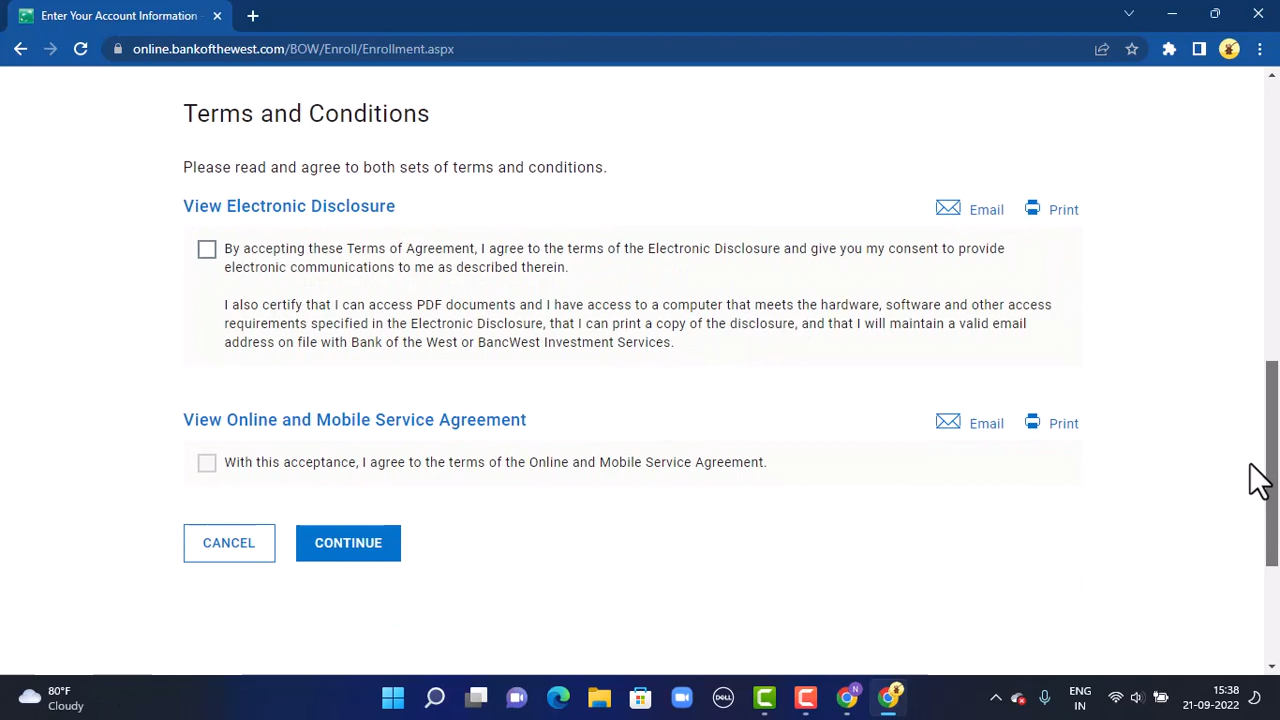 Enter Your Account Information
online.bankofthewest.com/BOW/Enroll/Enrollment.aspx
Terms and Conditions
Please read and agree to both sets of terms and conditions.
View Electronic Disclosure
Email
Print
By accepting these Terms of Agreement, I agree to the terms of the Electronic Disclosure and give you my consent to provide
electronic communications to me as described therein.
I also certify that I can access PDF documents and I have access to a computer that meets the hardware, software and other access
requirements specified in the Electronic Disclosure, that I can print a copy of the disclosure, and that I will maintain a valid email
address on file with Bank of the West or BancWest Investment Services.
View Online and Mobile Service Agreement
Email
Print
With this acceptance, I agree to the terms of the Online and Mobile Service Agreement.
CANCEL
CONTINUE
80°F
Cloudy
DELL
N
ENG
IN
15:38
21-09-2022